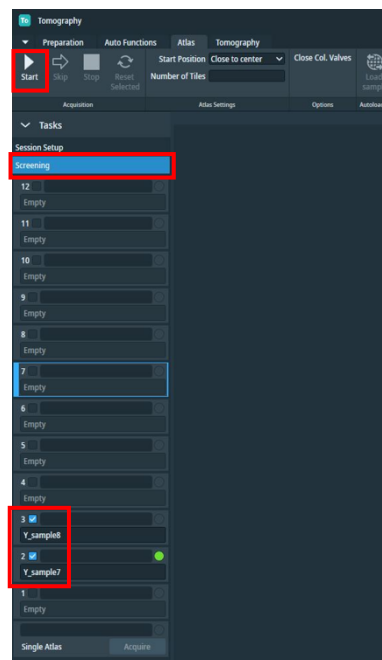 To Tomography
Preparation Auto Functions Atlas Tomography
Start Skip Stop Reset Selected
Start Position Close to center
Number of Tiles
Close Col. Valves
Load sampl
Acquisition Atlas Settings Options Autoload
Tasks
Session Setup
Screening
12
Empty
11
Empty
10
Empty
9
Empty
8
Empty
7
Empty
6
Empty
5
Empty
4
Empty
3
Y_sample8
2
Y_sample7
1
Empty
Single Atlas Acquire